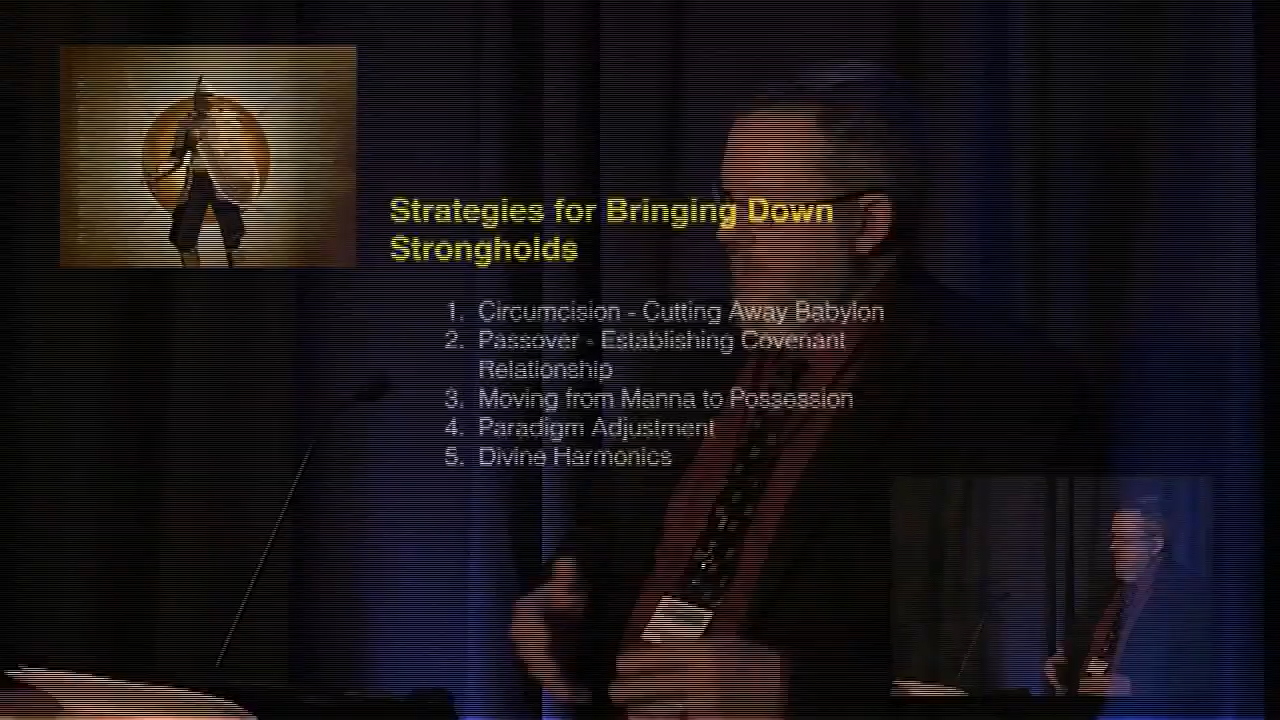 Strategies for Bringing Down
Strongholds
1. Circumcision - Cutting Away Babylon
2. Passover - Establishing Covenant
Relationship
3. Moving from Manna to Possession
4. Paradigm Adjustment
5. Divine Harmonics